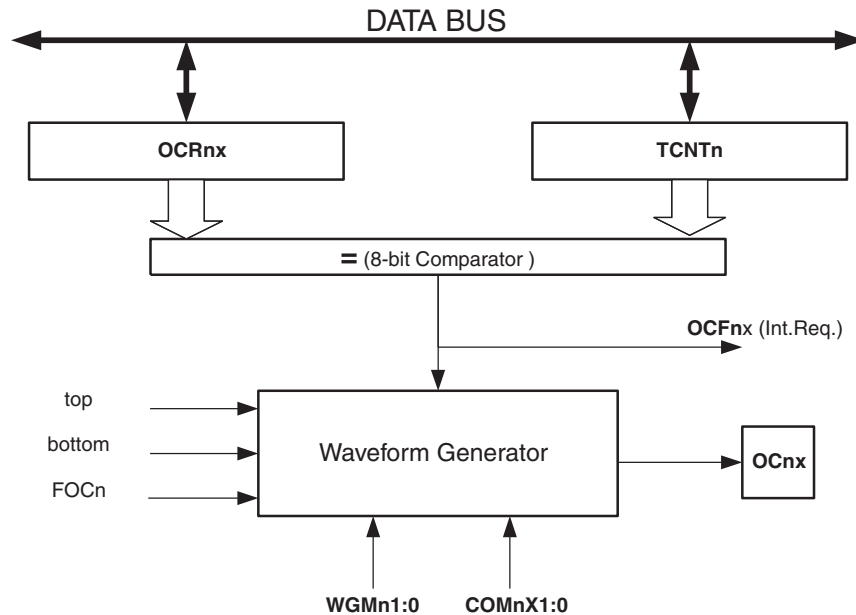 DATA BUS
OCRnx
TCNTn
= (8-bit Comparator )
OCFnx (Int.Req.)
top
bottom
FOCn
Waveform Generator
OCnx
WGMn1:0
COMnX1:0